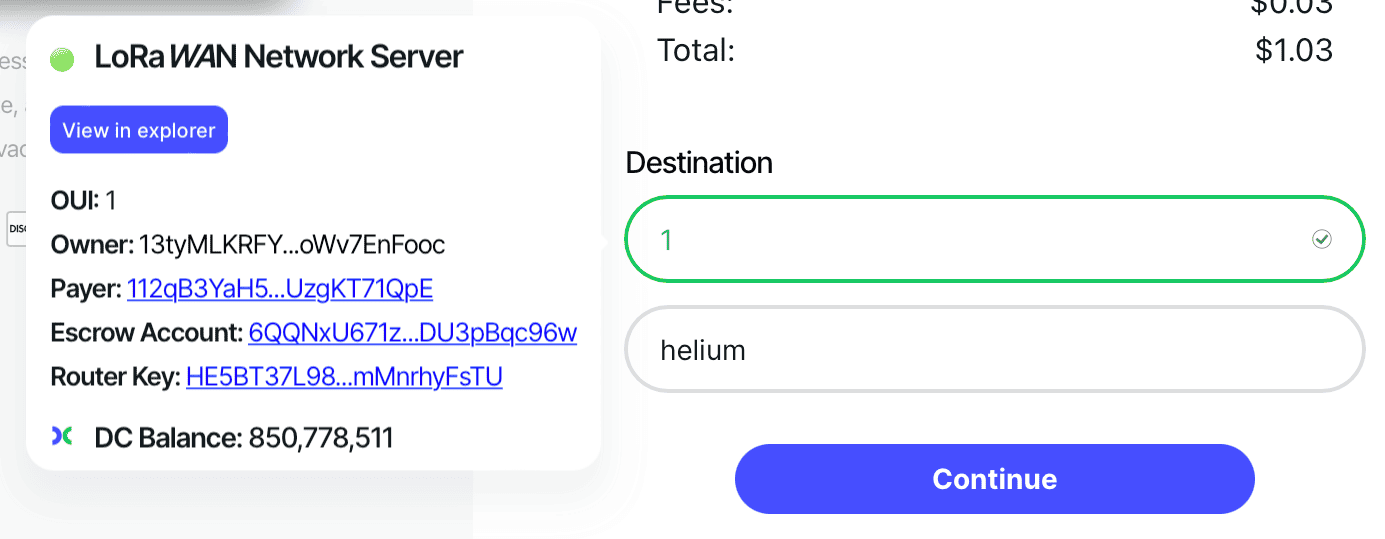 LoRaWAN Network Server
View in explorer
OUI: 1
Owner: 13tyMLKRFY...oWv7EnFooc
Payer: 112qB3YaH5...UzgKT71QpE
Escrow Account: 6QQNxU671z...DU3pBqc96w
Router Key: HE5BT37L98...mMnrhyFsTU
DC Balance: 850,778,511
Fees: $0.03
Total: $1.03
Destination
1
helium
Continue